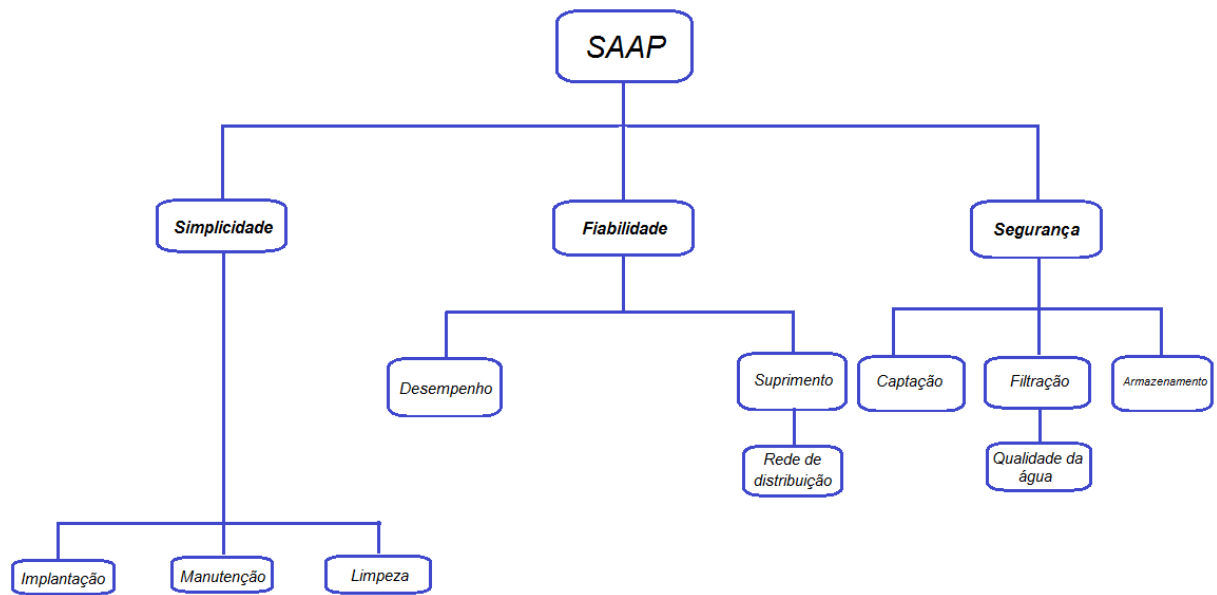 SAAP
Simplicidade
Fiabilidade
Segurança
Desempenho
Suprimento
Captação
Filtração
Armazenamento
Rede de
distribuição
Qualidade da
água
Implantação
Manutenção
Limpeza